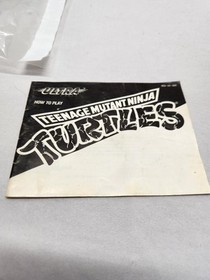 ULTRA
HOW TO PLAY
TEENAGE MUTANT NINJA
TURTLES